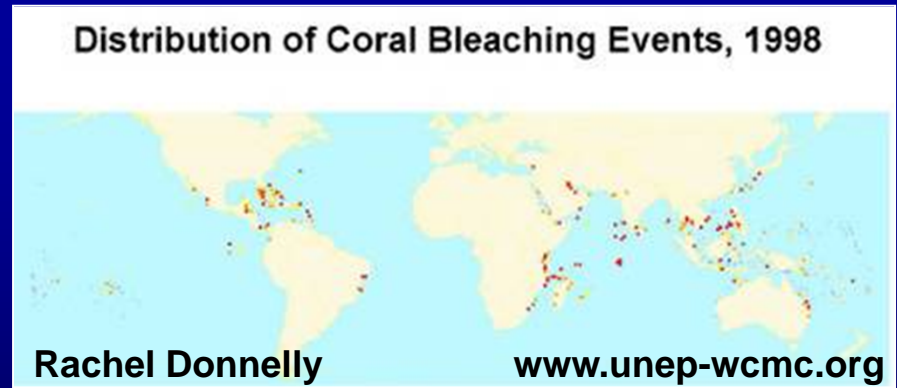 Distribution of Coral Bleaching Events, 1998
Rachel Donnelly www.unep-wcmc.org